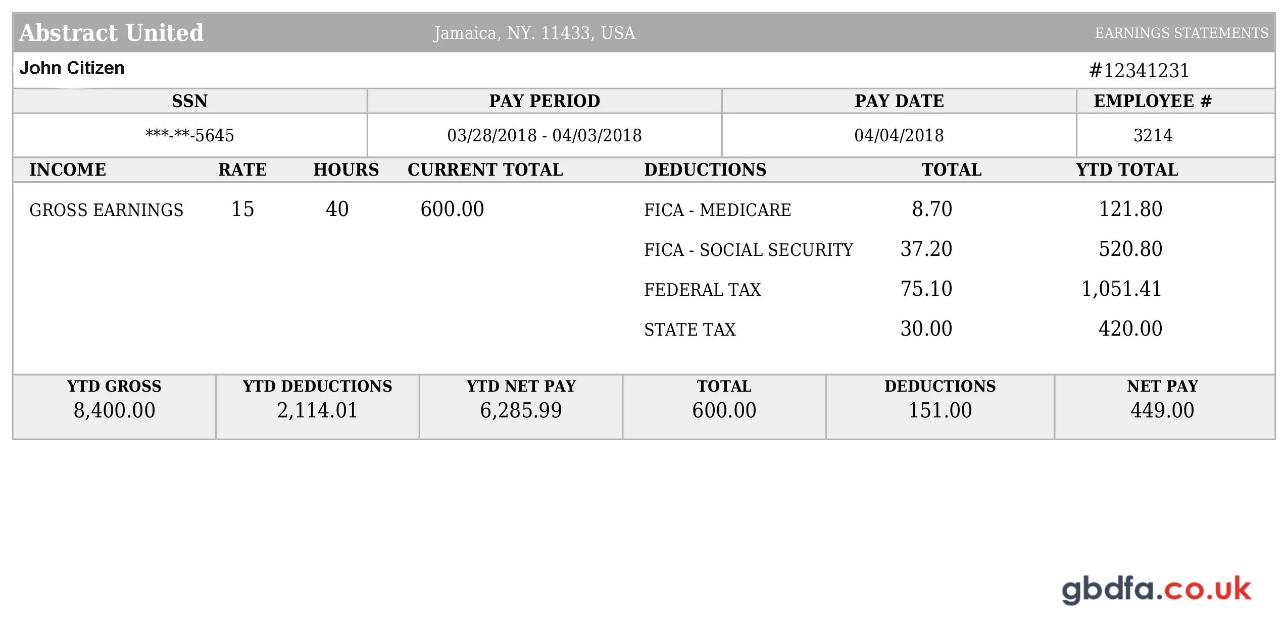 Abstract United Jamaica, NY. 11433, USA EARNINGS STATEMENTS
John Citizen #12341231
SSN PAY PERIOD PAY DATE EMPLOYEE #
***-**-5645 03/28/2018 - 04/03/2018 04/04/2018 3214
INCOME RATE HOURS CURRENT TOTAL DEDUCTIONS TOTAL YTD TOTAL
GROSS EARNINGS 15 40 600.00 FICA - MEDICARE 8.70 121.80
FICA - SOCIAL SECURITY 37.20 520.80
FEDERAL TAX 75.10 1,051.41
STATE TAX 30.00 420.00
YTD GROSS YTD DEDUCTIONS YTD NET PAY TOTAL DEDUCTIONS NET PAY
8,400.00 2,114.01 6,285.99 600.00 151.00 449.00
gbdfa.co.uk